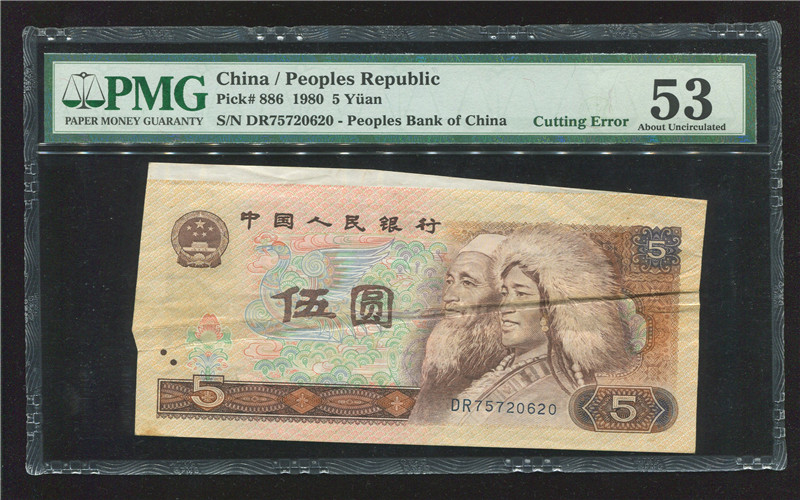 PMG
PAPER MONEY GUARANTY
China / Peoples Republic
Pick# 886 1980 5 Yüan
S/N DR75720620 - Peoples Bank of China
Cutting Error
53
About Uncirculated
中国人民银行
5
伍圆
5
DR75720620
5